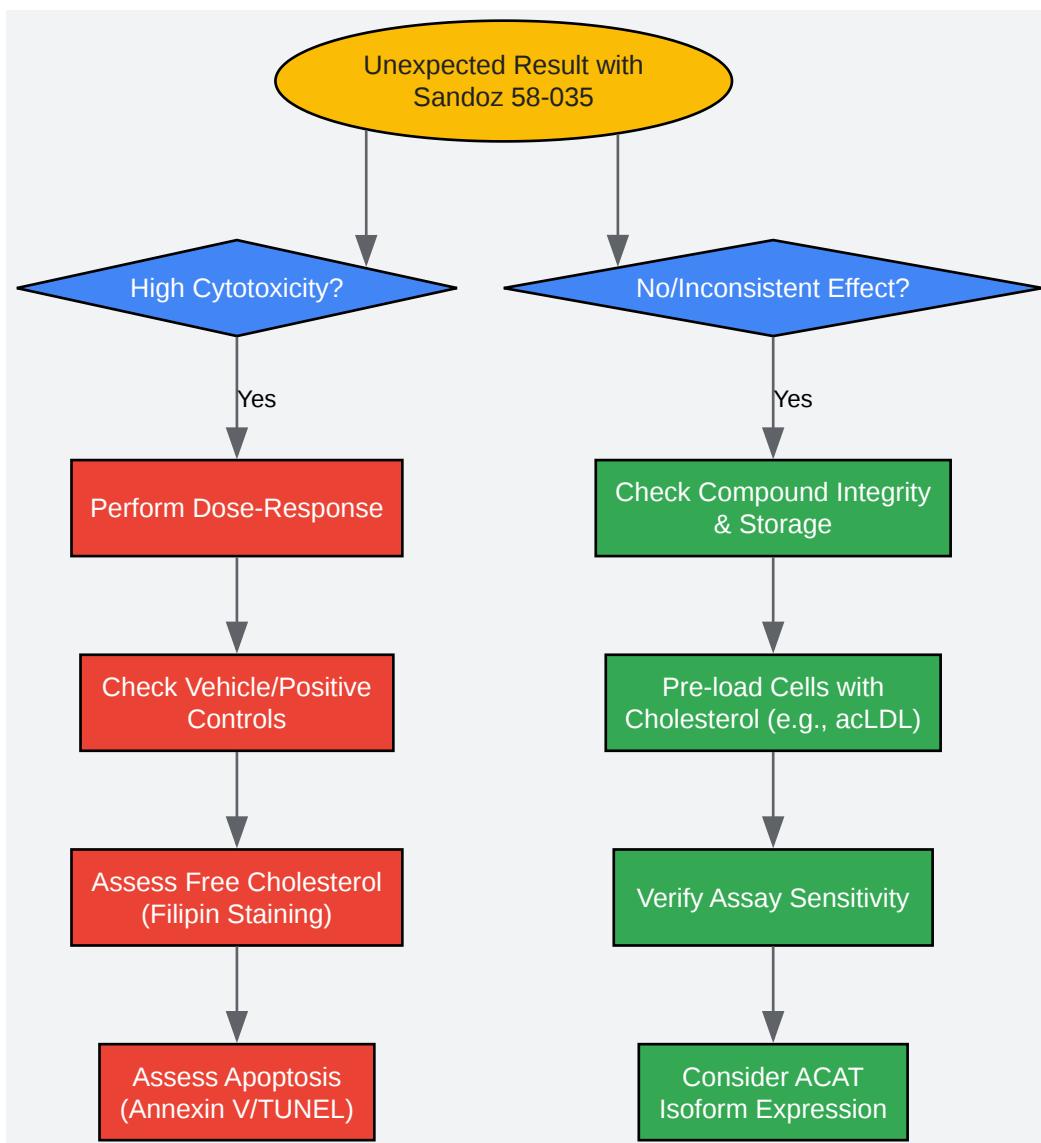 Unexpected Result with
Sandoz 58-035
High Cytotoxicity?
No/Inconsistent Effect?
Yes
Yes
Perform Dose-Response
Check Compound Integrity
& Storage
Check Vehicle/Positive
Controls
Pre-load Cells with
Cholesterol (e.g., acLDL)
Assess Free Cholesterol
(Filipin Staining)
Verify Assay Sensitivity
Assess Apoptosis
(Annexin V/TUNEL)
Consider ACAT
Isoform Expression